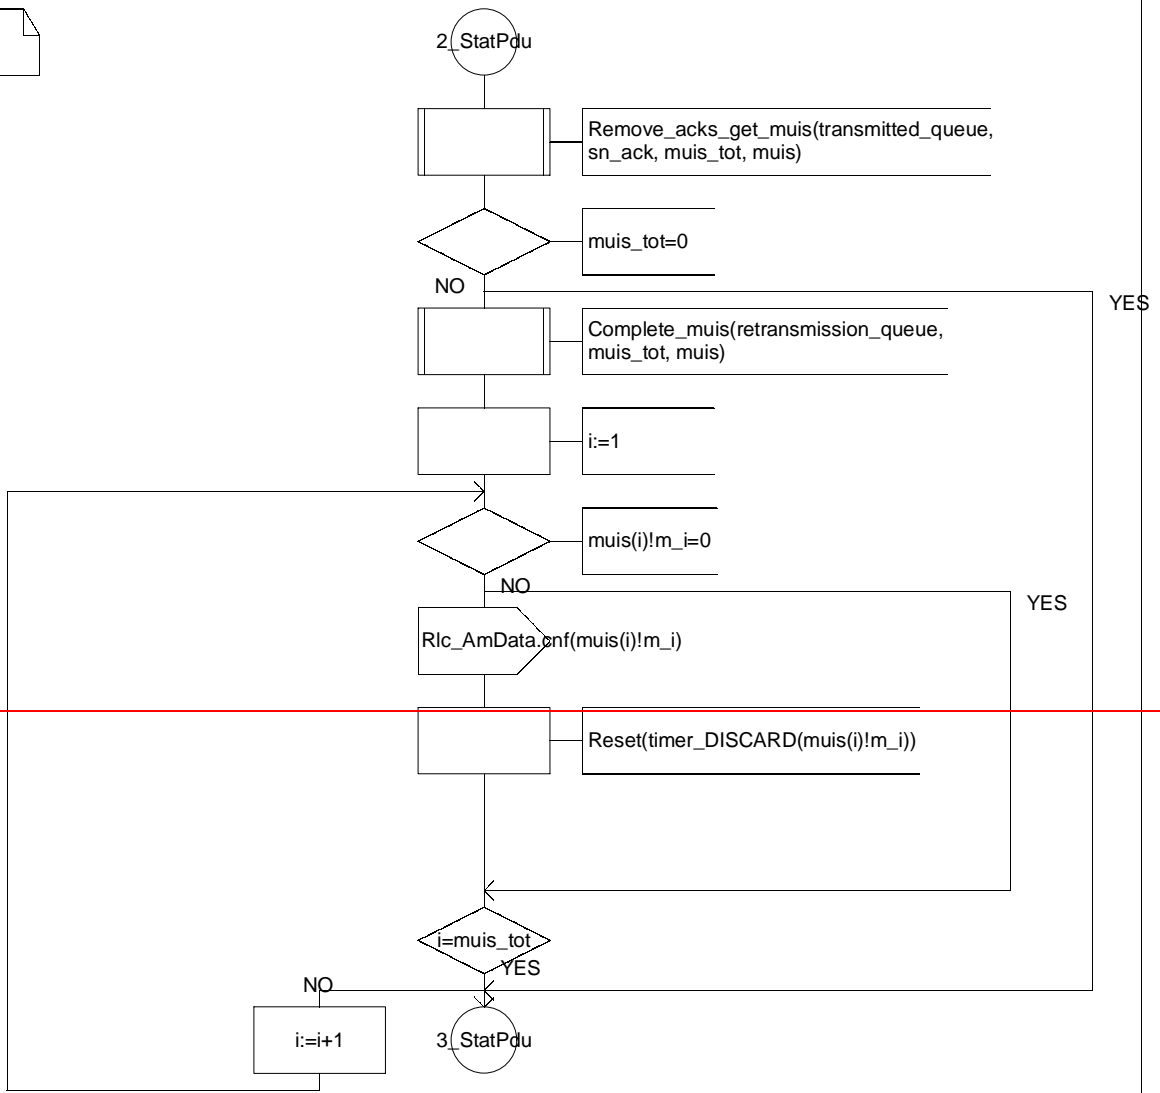 2_StatPdu
Remove_acks_get_muis(transmitted_queue,
sn_ack, muis_tot, muis)
muis_tot=0
NO
YES
Complete_muis(retransmission_queue,
muis_tot, muis)
i:=1
muis(i)!m_i=0
NO
YES
Rlc_AmData.cnf(muis(i)!m_i)
Reset(timer_DISCARD(muis(i)!m_i))
i=muis_tot
YES
NO
i:=i+1
3_StatPdu